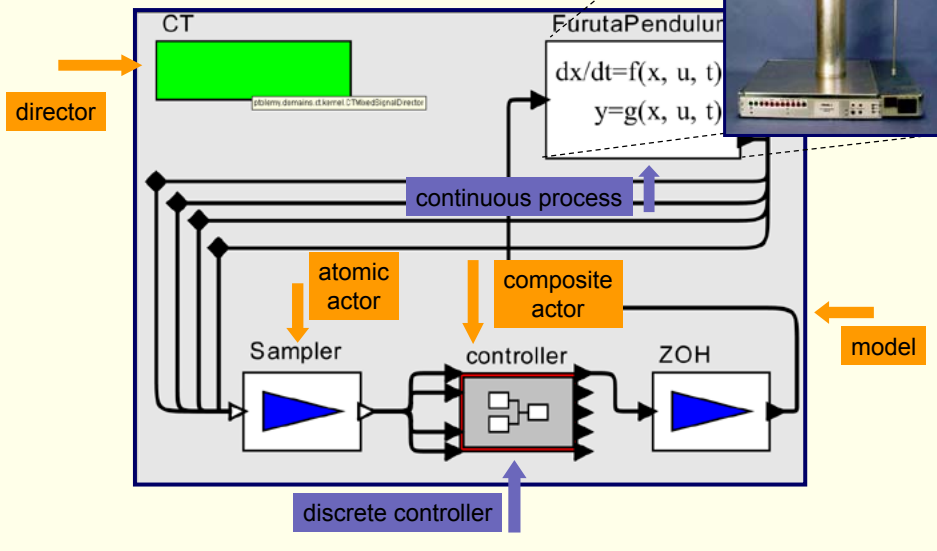 CT
FurutaPendulum
dx/dt=f(x, u, t)
y=g(x, u, t)
ptolemy.domains.ct.kernel.CTMixedSignalDirector
director
continuous process
atomic
actor
composite
actor
model
Sampler
controller
ZOH
discrete controller